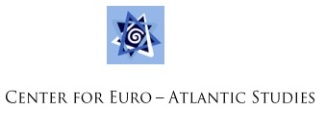 CENTER FOR EURO – ATLANTIC STUDIES